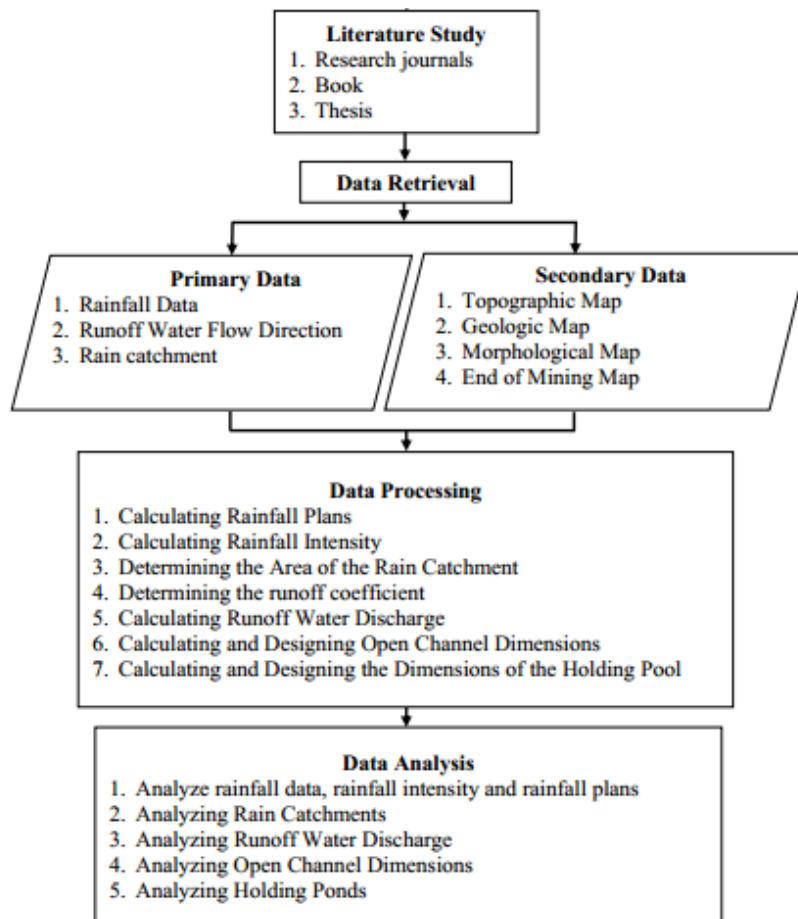 Literature Study
1. Research journals
2. Book
3. Thesis
Data Retrieval
Primary Data
1. Rainfall Data
2. Runoff Water Flow Direction
3. Rain catchment
Secondary Data
1. Topographic Map
2. Geologic Map
3. Morphological Map
4. End of Mining Map
Data Processing
1. Calculating Rainfall Plans
2. Calculating Rainfall Intensity
3. Determining the Area of the Rain Catchment
4. Determining the runoff coefficient
5. Calculating Runoff Water Discharge
6. Calculating and Designing Open Channel Dimensions
7. Calculating and Designing the Dimensions of the Holding Pool
Data Analysis
1. Analyze rainfall data, rainfall intensity and rainfall plans
2. Analyzing Rain Catchments
3. Analyzing Runoff Water Discharge
4. Analyzing Open Channel Dimensions
5. Analyzing Holding Ponds